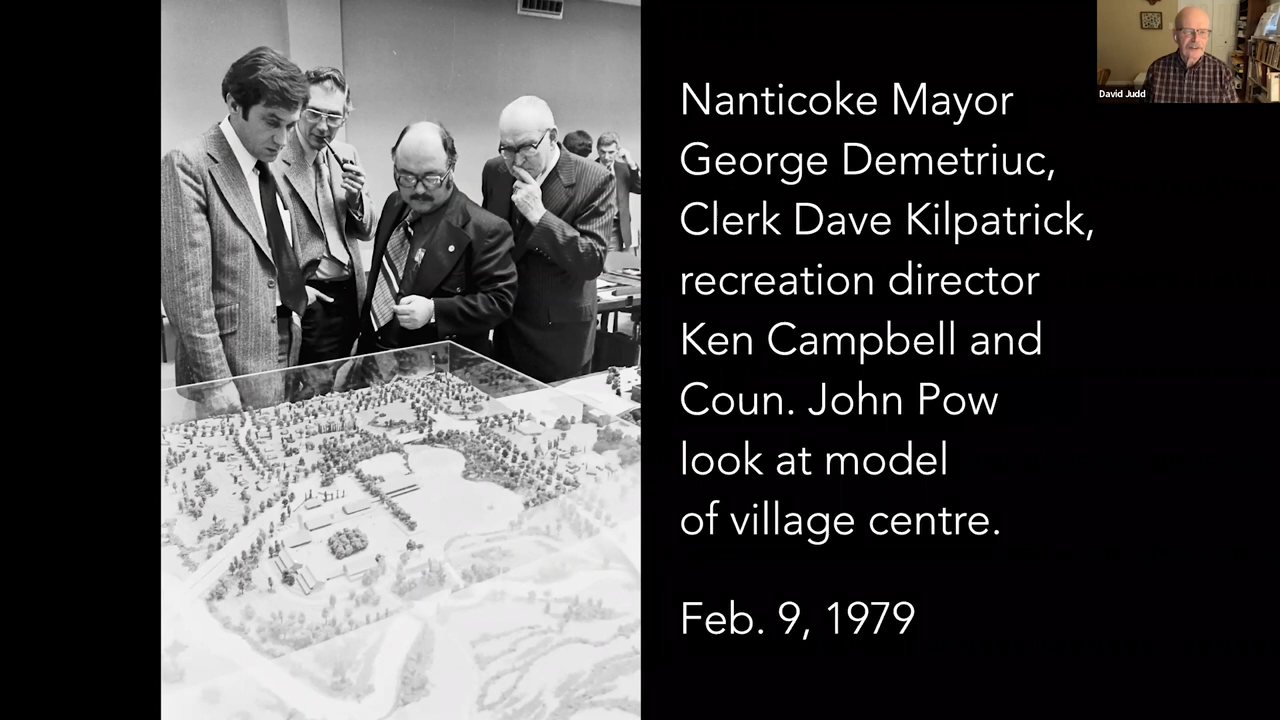 Nanticoke Mayor
George Demetriuc,
Clerk Dave Kilpatrick,
recreation director
Ken Campbell and
Coun. John Pow
look at model
of village centre.
Feb. 9, 1979
David Judd